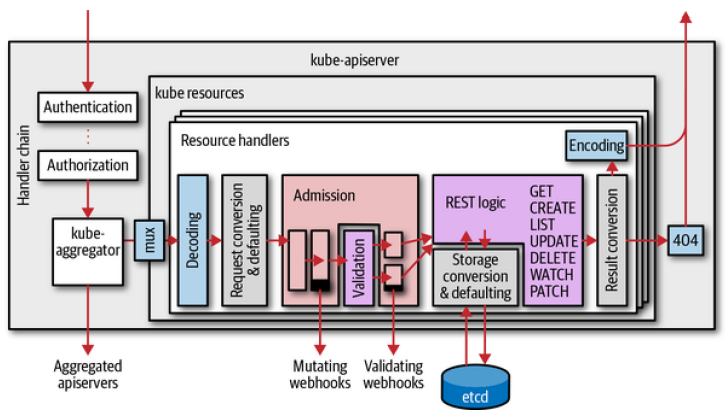 kube-apiserver
Handler chain
Authentication
Authorization
kube-
aggregator
Aggregated
apiservers
kube resources
mux
Resource handlers
Decoding
Request conversion
& defaulting
Admission
Validation
Mutating
webhooks
Validating
webhooks
REST logic
GET
CREATE
LIST
UPDATE
DELETE
WATCH
PATCH
Storage
conversion
& defaulting
etcd
Result conversion
Encoding
404